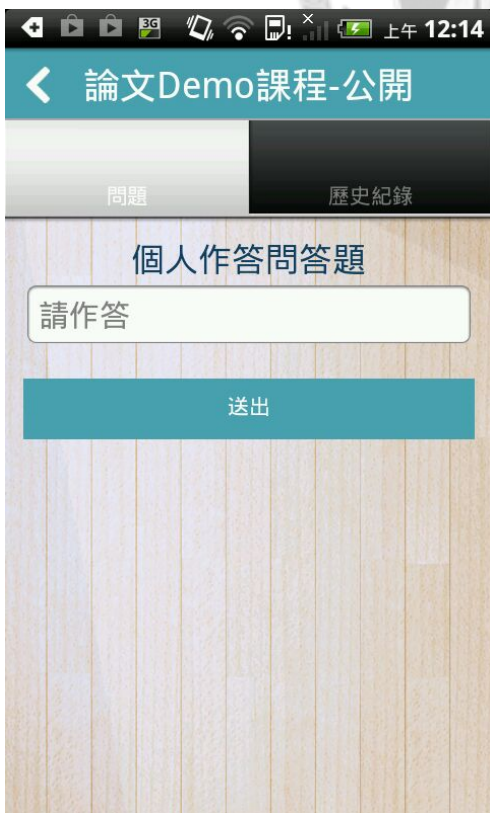 3G 上午 12:14
論文Demo課程-公開
問題 歷史紀錄
個人作答問答題
請作答
送出